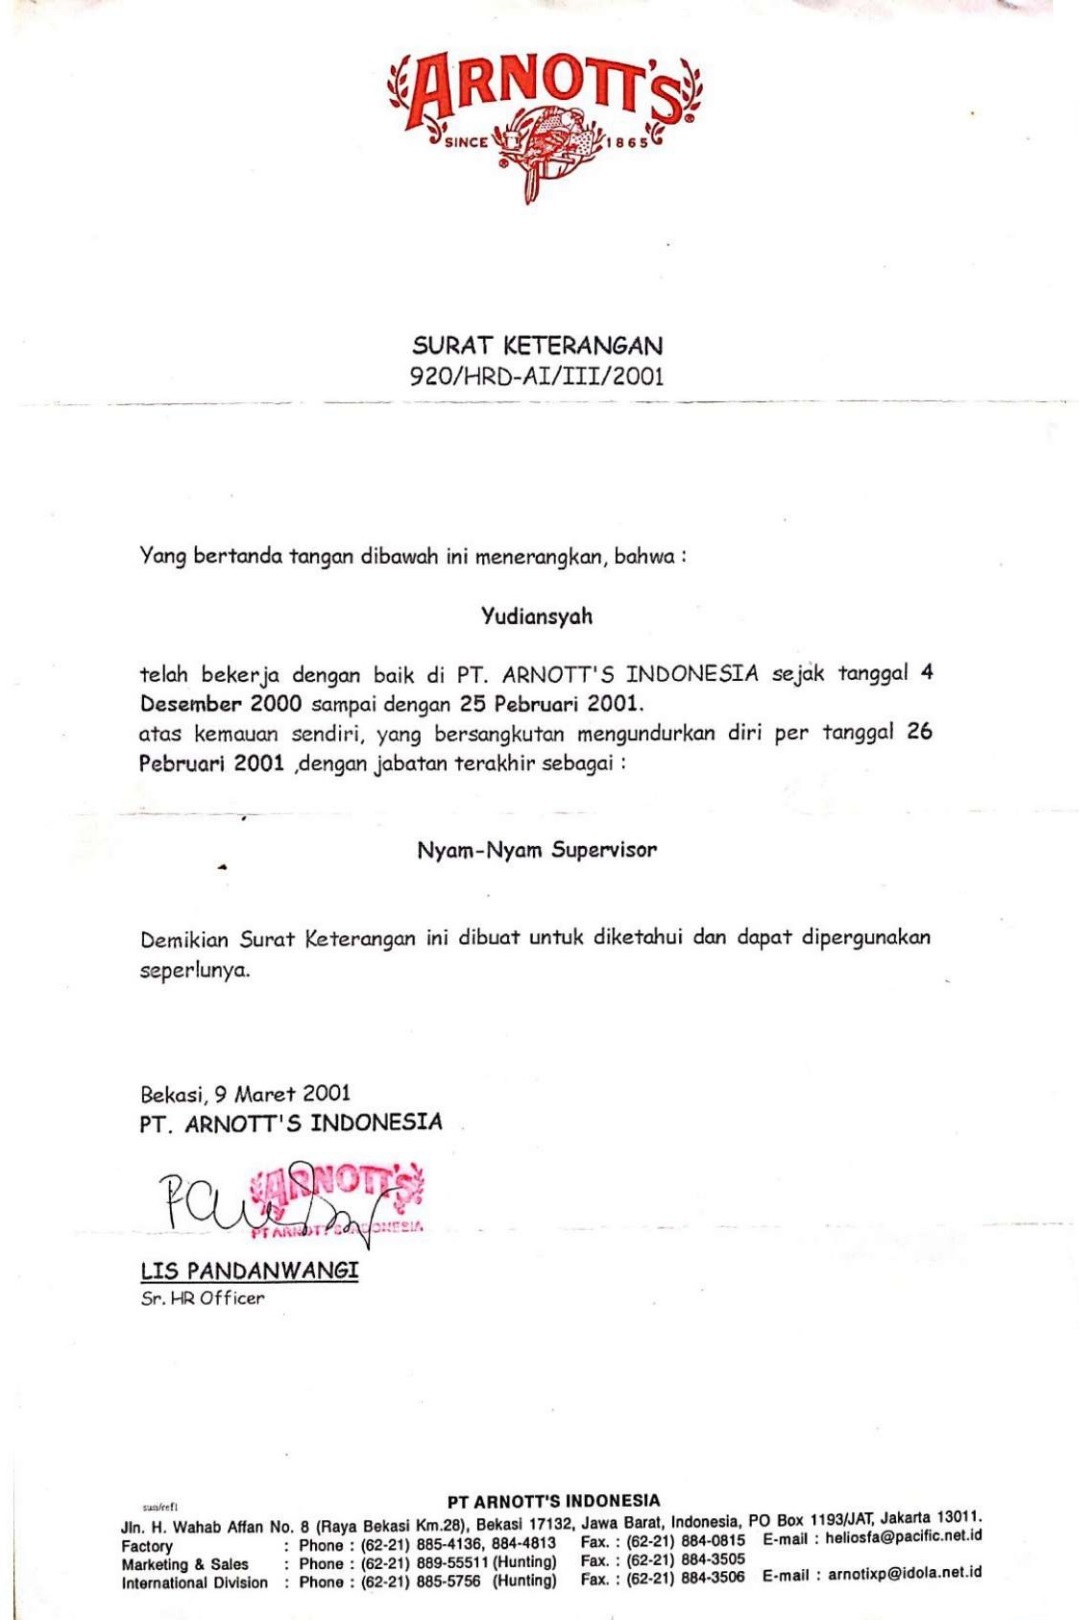 ARNOTT'S
SINCE 1865
SURAT KETERANGAN
920/HRD-AI/III/2001
Yang bertanda tangan dibawah ini menerangkan, bahwa :
Yudiansyah
telah bekerja dengan baik di PT. ARNOTT'S INDONESIA sejak tanggal 4
Desember 2000 sampai dengan 25 Pebruari 2001.
atas kemauan sendiri, yang bersangkutan mengundurkan diri per tanggal 26
Pebruari 2001 ,dengan jabatan terakhir sebagai :
Nyam-Nyam Supervisor
Demikian Surat Keterangan ini dibuat untuk diketahui dan dapat dipergunakan
seperlunya.
Bekasi, 9 Maret 2001
PT. ARNOTT'S INDONESIA
ARNOTT'S
PT ARNOTT'S INDONESIA
LIS PANDANWANGI
Sr. HR Officer
PT ARNOTT'S INDONESIA
Jln. H. Wahab Affan No. 8 (Raya Bekasi Km.28), Bekasi 17132, Jawa Barat, Indonesia, PO Box 1193/JAT, Jakarta 13011.
Factory : Phone : (62-21) 885-4136, 884-4813 Fax. : (62-21) 884-0815 E-mail : heliosfa@pacific.net.id
Marketing & Sales : Phone : (62-21) 889-55511 (Hunting) Fax. : (62-21) 884-3505
International Division : Phone : (62-21) 885-5756 (Hunting) Fax. : (62-21) 884-3506 E-mail : arnotixp@idola.net.id